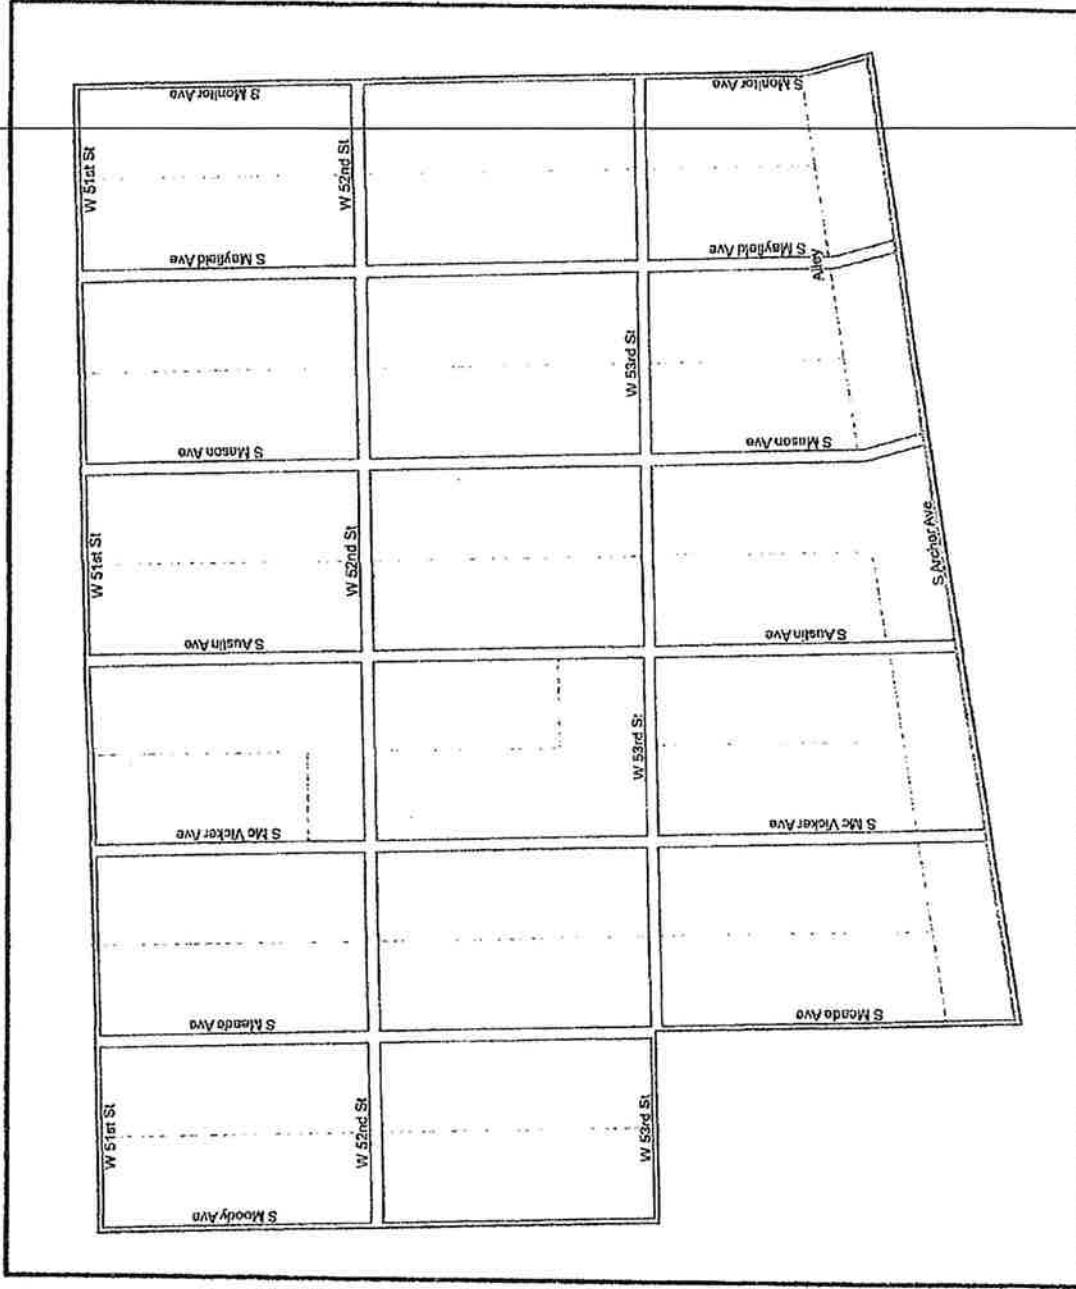 S Monitor Ave
S Monitor Ave
W 51st St
W 52nd St
S Mayfield Ave
S Mayfield Ave
Alley
W 53rd St
S Mason Ave
S Mason Ave
W 51st St
W 52nd St
S Archer Ave
S Austin Ave
S Austin Ave
W 53rd St
S Mc Vicker Ave
S Mc Vicker Ave
S Meade Ave
S Meade Ave
W 51st St
W 52nd St
W 53rd St
S Moody Ave